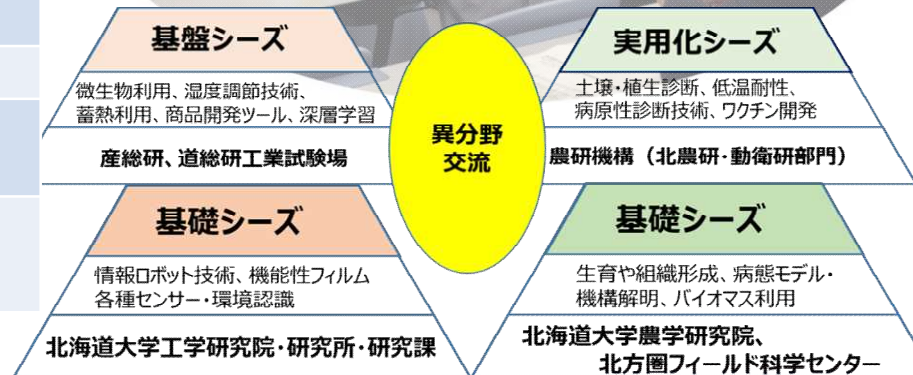 基盤シーズ
微生物利用、湿度調節技術、
蓄熱利用、商品開発ツール、深層学習
産総研、道総研工業試験場
基礎シーズ
情報ロボット技術、機能性フィルム
各種センサー・環境認識
北海道大学工学研究院・研究所・研究課
異分野
交流
実用化シーズ
土壌・植生診断、低温耐性、
病原性診断技術、ワクチン開発
農研機構（北農研・動衛研部門）
基礎シーズ
生育や組織形成、病態モデル・
機構解明、バイオマス利用
北海道大学農学研究院、
北方圏フィールド科学センター